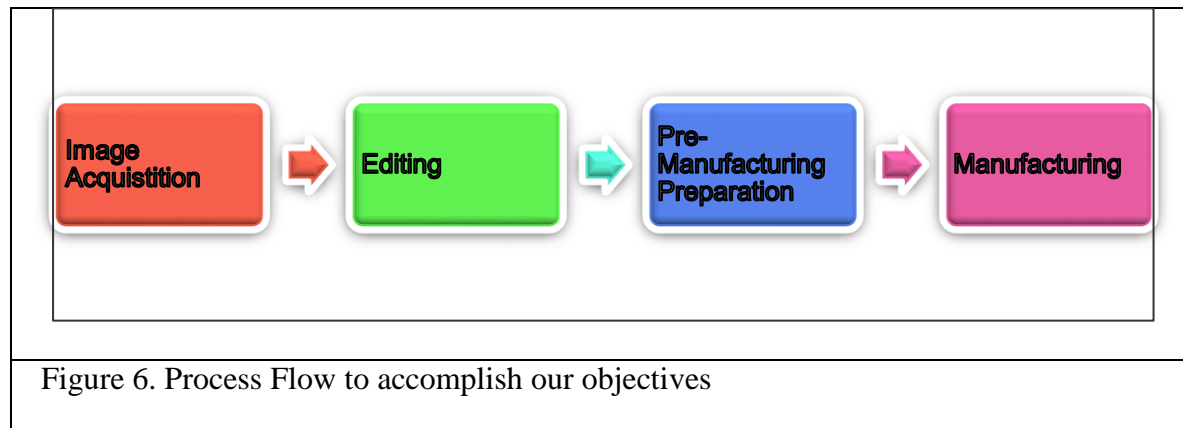 Image
Acquistition
Editing
Pre-
Manufacturing
Preparation
Manufacturing
Figure 6. Process Flow to accomplish our objectives